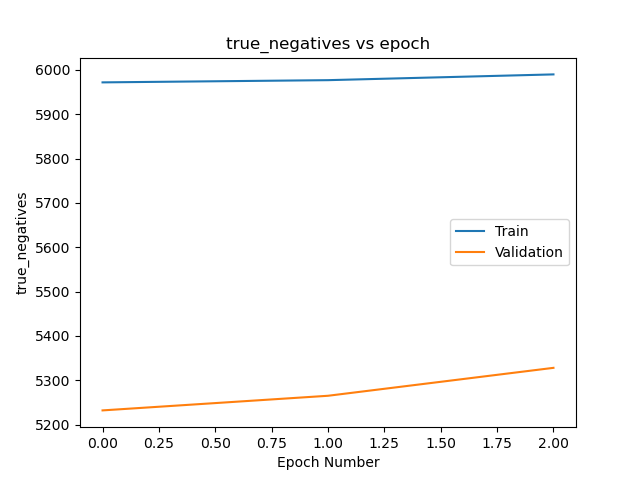 true_negatives vs epoch
6000
5900
5800
5700
5600
5500
5400
5300
5200
true_negatives
Train
Validation
0.00 0.25 0.50 0.75 1.00 1.25 1.50 1.75 2.00
Epoch Number